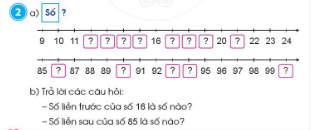 2 a) Số ?
9 10 11 ? ? ? ? 16 ? ? ? 20 ? 22 23 24
85 ? 87 88 89 ? 91 92 ? ? 95 96 97 98 99 ?
b) Trả lời các câu hỏi:
– Số liền trước của số 16 là số nào?
– Số liền sau của số 85 là số nào?